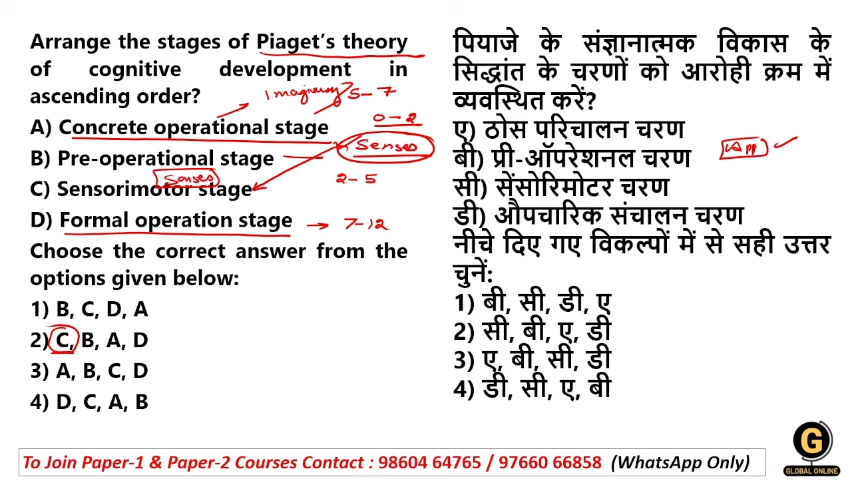 Arrange the stages of Piaget's theory
of cognitive development in
ascending order?
Imaginary 5-7
A) Concrete operational stage
0-2
Senses
B) Pre-operational stage
Senses
2-5
C) Sensorimotor stage
D) Formal operation stage
7-12
Choose the correct answer from the
options given below:
1) B, C, D, A
2) C, B, A, D
3) A, B, C, D
4) D, C, A, B
पियाजे के संज्ञानात्मक विकास के
सिद्धांत के चरणों को आरोही क्रम में
व्यवस्थित करें?
ए) ठोस परिचालन चरण
बी) प्री-ऑपरेशनल चरण
सी) सेंसोरिमोटर चरण
डी) औपचारिक संचालन चरण
नीचे दिए गए विकल्पों में से सही उत्तर
चुनें:
1) बी, सी, डी, ए
2) सी, बी, ए, डी
3) ए, बी, सी, डी
4) डी, सी, ए, बी
G
GLOBAL ONLINE
To Join Paper-1 & Paper-2 Courses Contact : 98604 64765 / 97660 66858 (WhatsApp Only)